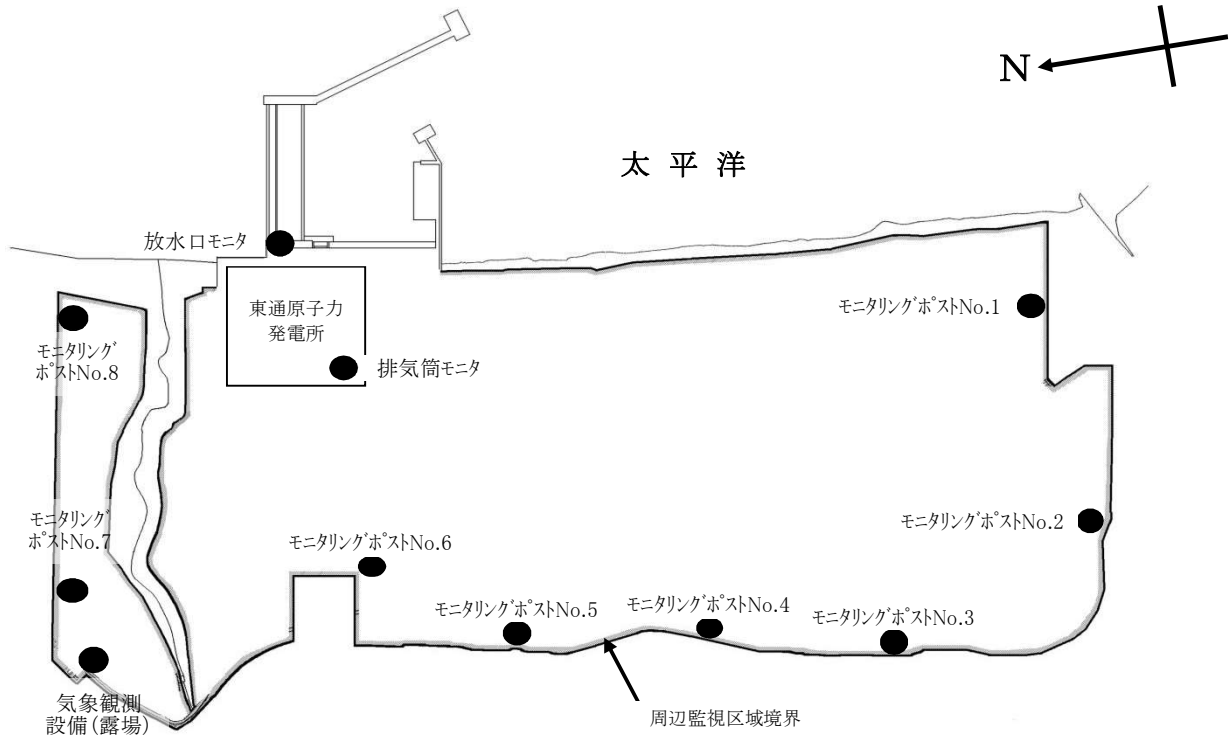 N
太平洋
放水口モニタ
東通原子力
発電所
排気筒モニタ
モニタリングポストNo.1
モニタリング
ポストNo.8
モニタリング
ポストNo.7
モニタリングポストNo.2
モニタリングポストNo.6
モニタリングポストNo.5
モニタリングポストNo.4
モニタリングポストNo.3
気象観測
設備(露場)
周辺監視区域境界